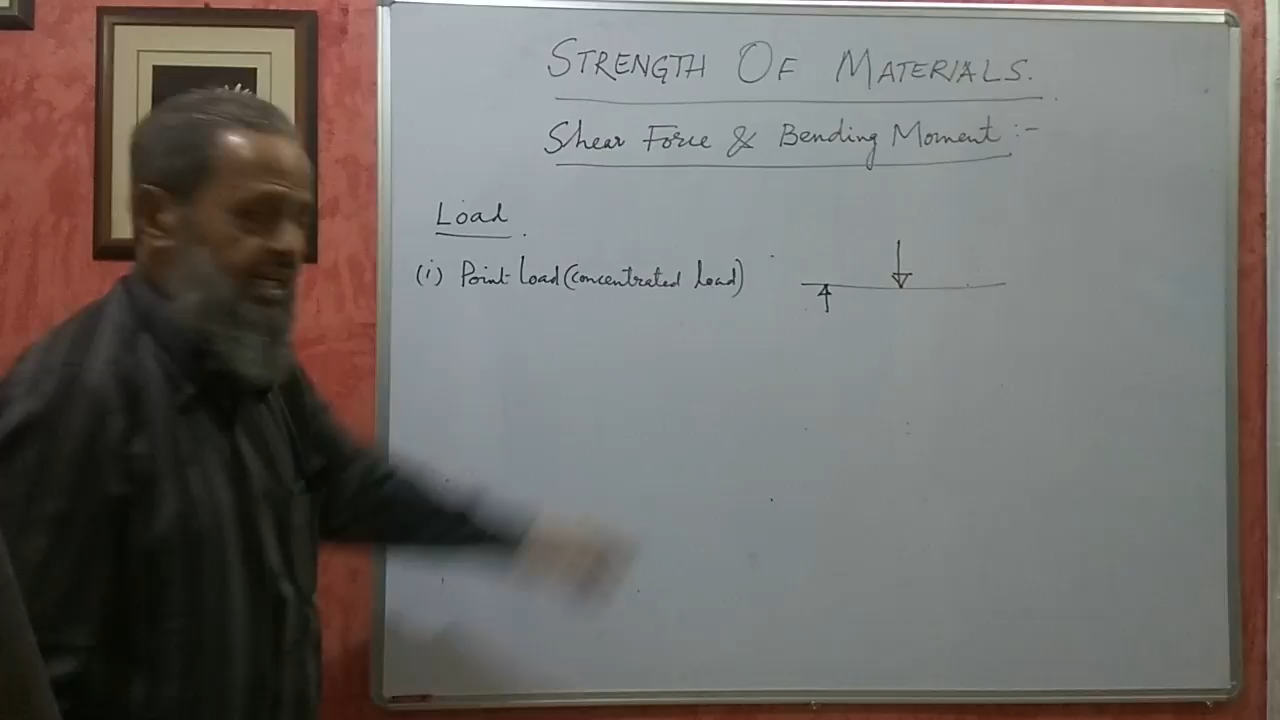 STRENGTH OF MATERIALS.
Shear Force & Bending Moment :-
Load.
(i) Point Load (concentrated load)